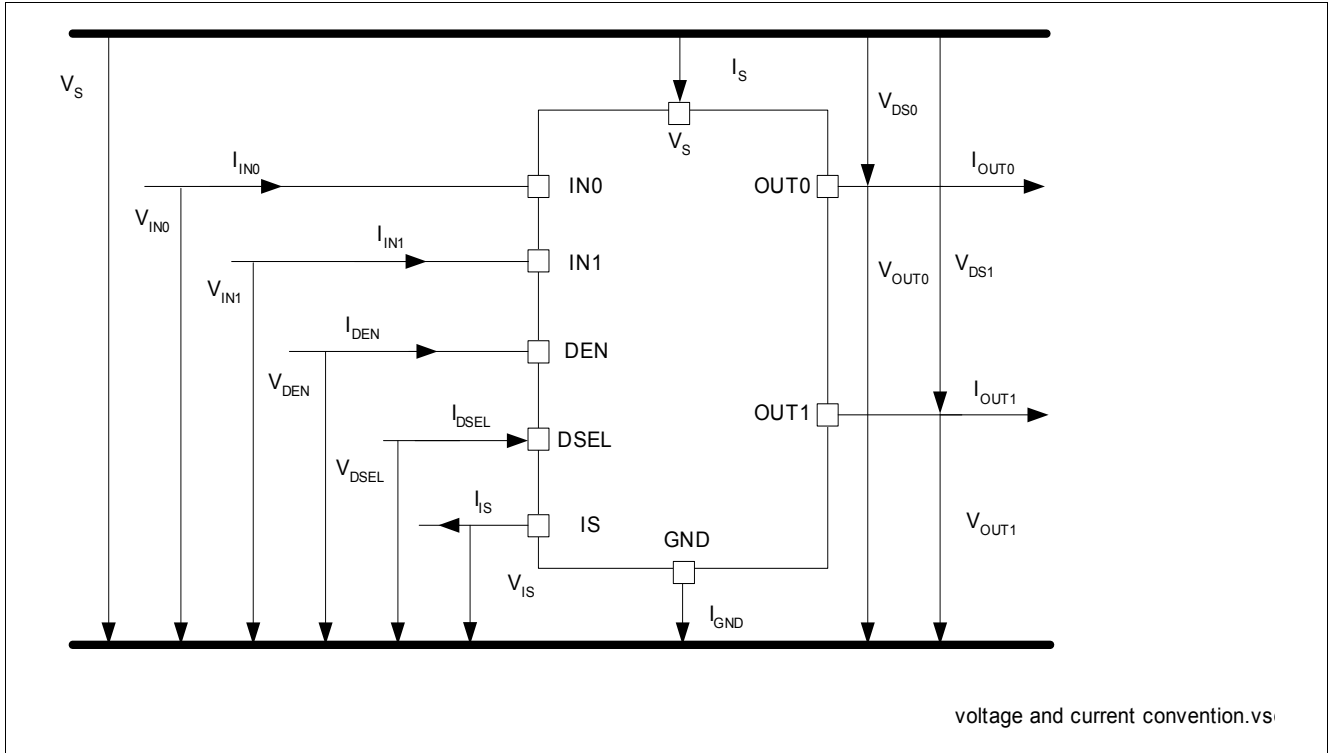 V_S
I_S
V_DS0
V_S
I_IN0
IN0
OUT0
I_OUT0
V_IN0
I_IN1
IN1
V_IN1
V_OUT0
V_DS1
I_DEN
DEN
V_DEN
I_DSEL
DSEL
OUT1
I_OUT1
V_DSEL
I_IS
IS
GND
V_OUT1
V_IS
I_GND
voltage and current convention.vs